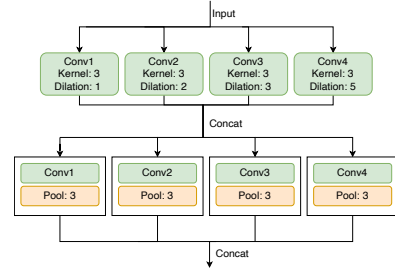 Input
Conv1
Kernel: 3
Dilation: 1
Conv2
Kernel: 3
Dilation: 2
Conv3
Kernel: 3
Dilation: 3
Conv4
Kernel: 3
Dilation: 5
Concat
Conv1
Pool: 3
Conv2
Pool: 3
Conv3
Pool: 3
Conv4
Pool: 3
Concat